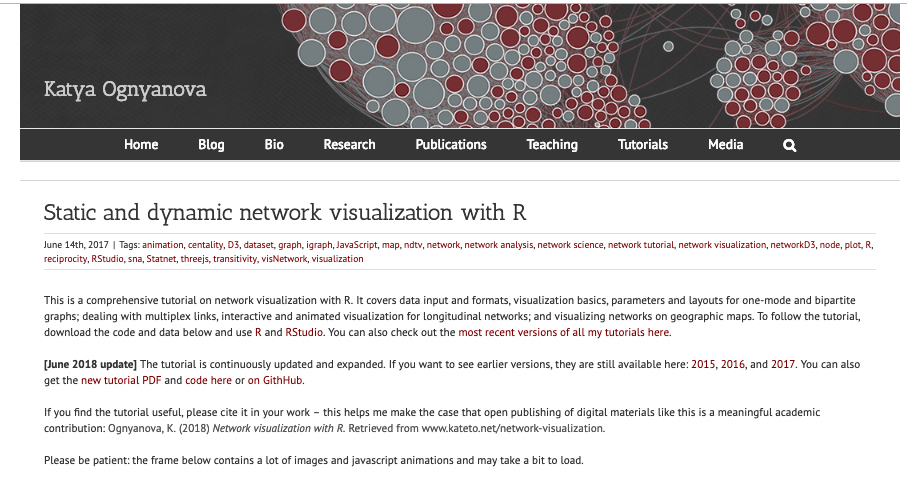 Katya Ognyanova
Home Blog Bio Research Publications Teaching Tutorials Media
Static and dynamic network visualization with R
June 14th, 2017 | Tags: animation, centality, D3, dataset, graph, igraph, JavaScript, map, ndtv, network, network analysis, network science, network tutorial, network visualization, networkD3, node, plot, R,
reciprocity, RStudio, sna, Statnet, threejs, transitivity, visNetwork, visualization
This is a comprehensive tutorial on network visualization with R. It covers data input and formats, visualization basics, parameters and layouts for one-mode and bipartite
graphs; dealing with multiplex links, interactive and animated visualization for longitudinal networks; and visualizing networks on geographic maps. To follow the tutorial,
download the code and data below and use R and RStudio. You can also check out the most recent versions of all my tutorials here.
[June 2018 update] The tutorial is continuously updated and expanded. If you want to see earlier versions, they are still available here: 2015, 2016, and 2017. You can also
get the new tutorial PDF and code here or on GithHub.
If you find the tutorial useful, please cite it in your work – this helps me make the case that open publishing of digital materials like this is a meaningful academic
contribution: Ognyanova, K. (2018) Network visualization with R. Retrieved from www.kateto.net/network-visualization.
Please be patient: the frame below contains a lot of images and javascript animations and may take a bit to load.